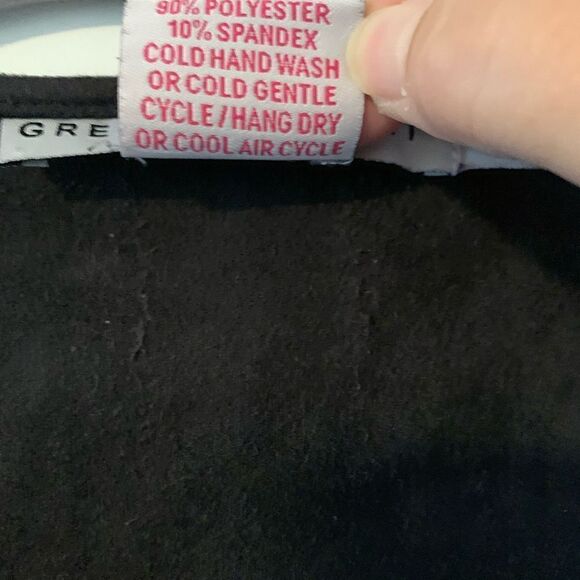 90% POLYESTER
10% SPANDEX
COLD HAND WASH
OR COLD GENTLE
CYCLE/HANG DRY
OR COOL AIR CYCLE
GRE